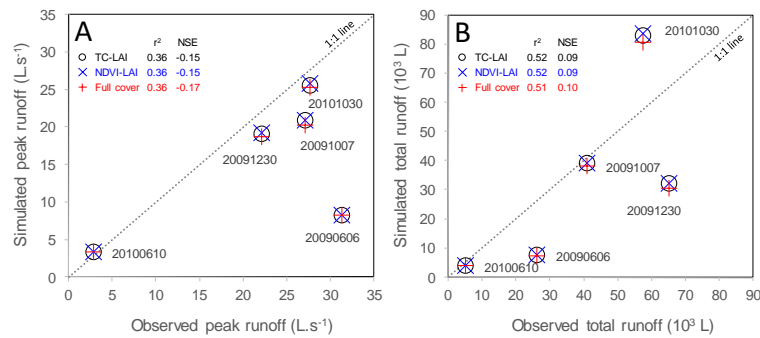 A
r² NSE
TC-LAI 0.36 -0.15
NDVI-LAI 0.36 -0.15
Full cover 0.36 -0.17
1:1 line
20101030
20091007
20091230
20090606
20100610
35
30
25
20
15
10
5
0
0 5 10 15 20 25 30 35
Simulated peak runoff (L.s⁻¹)
Observed peak runoff (L.s⁻¹)
B
r² NSE
TC-LAI 0.52 0.09
NDVI-LAI 0.52 0.09
Full cover 0.51 0.10
20101030
1:1 line
20091007
20091230
20090606
20100610
90
80
70
60
50
40
30
20
10
0
0 10 20 30 40 50 60 70 80 90
Simulated total runoff (10³ L)
Observed total runoff (10³ L)